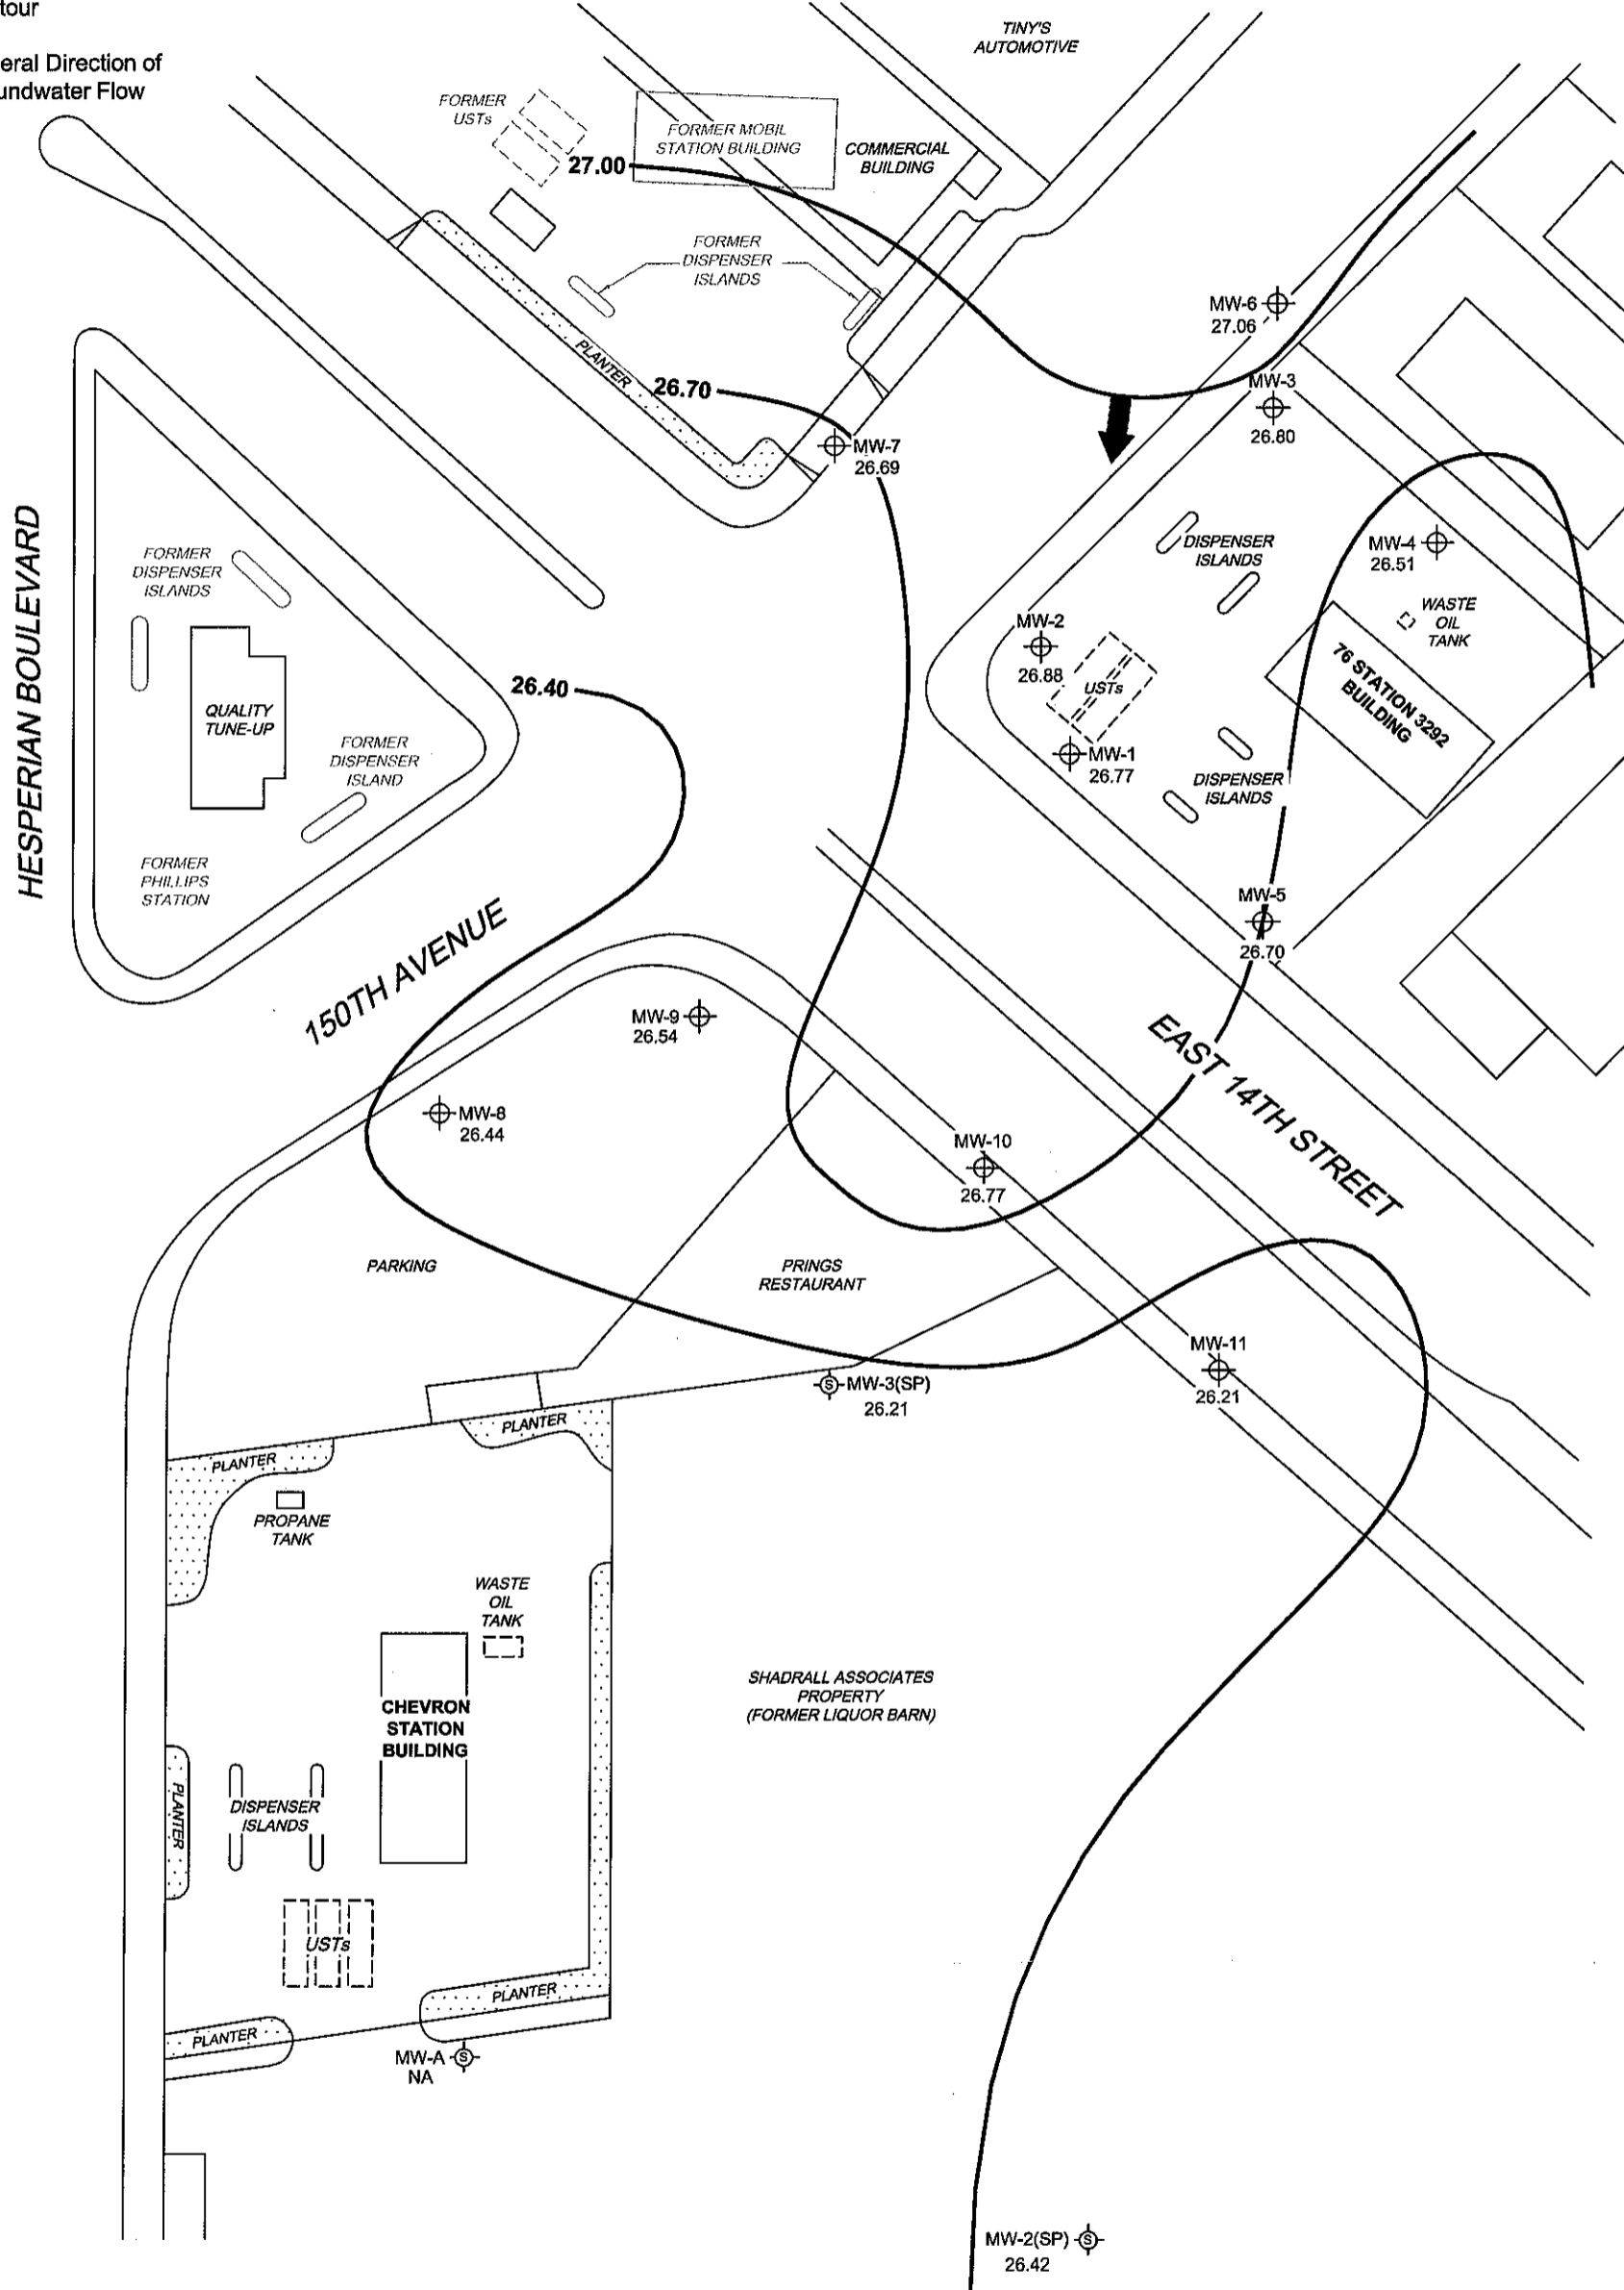 tour
eral Direction of
undwater Flow
TINY'S
AUTOMOTIVE
FORMER
USTs
FORMER MOBIL
STATION BUILDING
COMMERCIAL
BUILDING
27.00
FORMER
DISPENSER
ISLANDS
MW-6
27.06
PLANTER
26.70
MW-3
26.80
MW-7
26.69
HESPERIAN BOULEVARD
FORMER
DISPENSER
ISLANDS
DISPENSER
ISLANDS
MW-4
26.51
WASTE
OIL
TANK
MW-2
26.88
USTs
76 STATION 3292
BUILDING
26.40
QUALITY
TUNE-UP
FORMER
DISPENSER
ISLAND
MW-1
26.77
DISPENSER
ISLANDS
FORMER
PHILLIPS
STATION
MW-5
26.70
150TH AVENUE
MW-9
26.54
EAST 14TH STREET
MW-8
26.44
MW-10
26.77
PARKING
PRINGS
RESTAURANT
MW-11
26.21
MW-3(SP)
26.21
S
PLANTER
PLANTER
PROPANE
TANK
WASTE
OIL
TANK
CHEVRON
STATION
BUILDING
SHADRALL ASSOCIATES
PROPERTY
(FORMER LIQUOR BARN)
PLANTER
DISPENSER
ISLANDS
USTs
PLANTER
PLANTER
MW-A
NA
S
MW-2(SP)
26.42
S